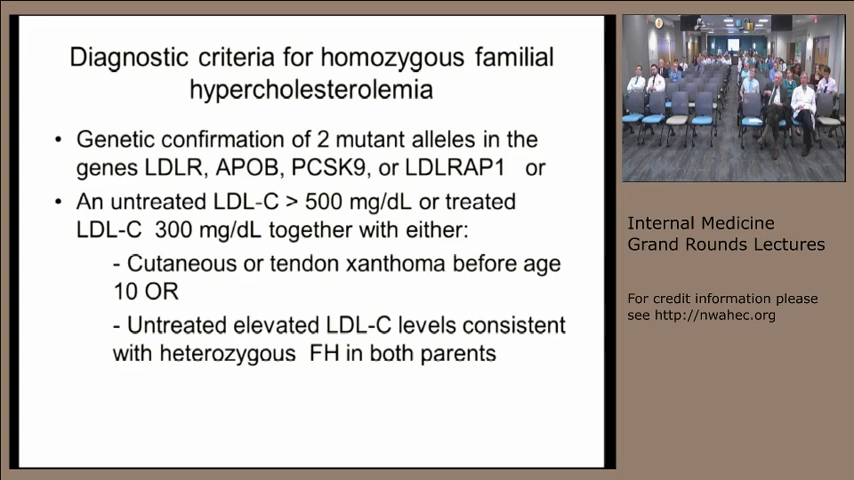 Diagnostic criteria for homozygous familial
hypercholesterolemia
• Genetic confirmation of 2 mutant alleles in the
genes LDLR, APOB, PCSK9, or LDLRAP1 or
• An untreated LDL-C > 500 mg/dL or treated
LDL-C 300 mg/dL together with either:
- Cutaneous or tendon xanthoma before age
10 OR
- Untreated elevated LDL-C levels consistent
with heterozygous FH in both parents
Internal Medicine
Grand Rounds Lectures
For credit information please
see http://nwahec.org